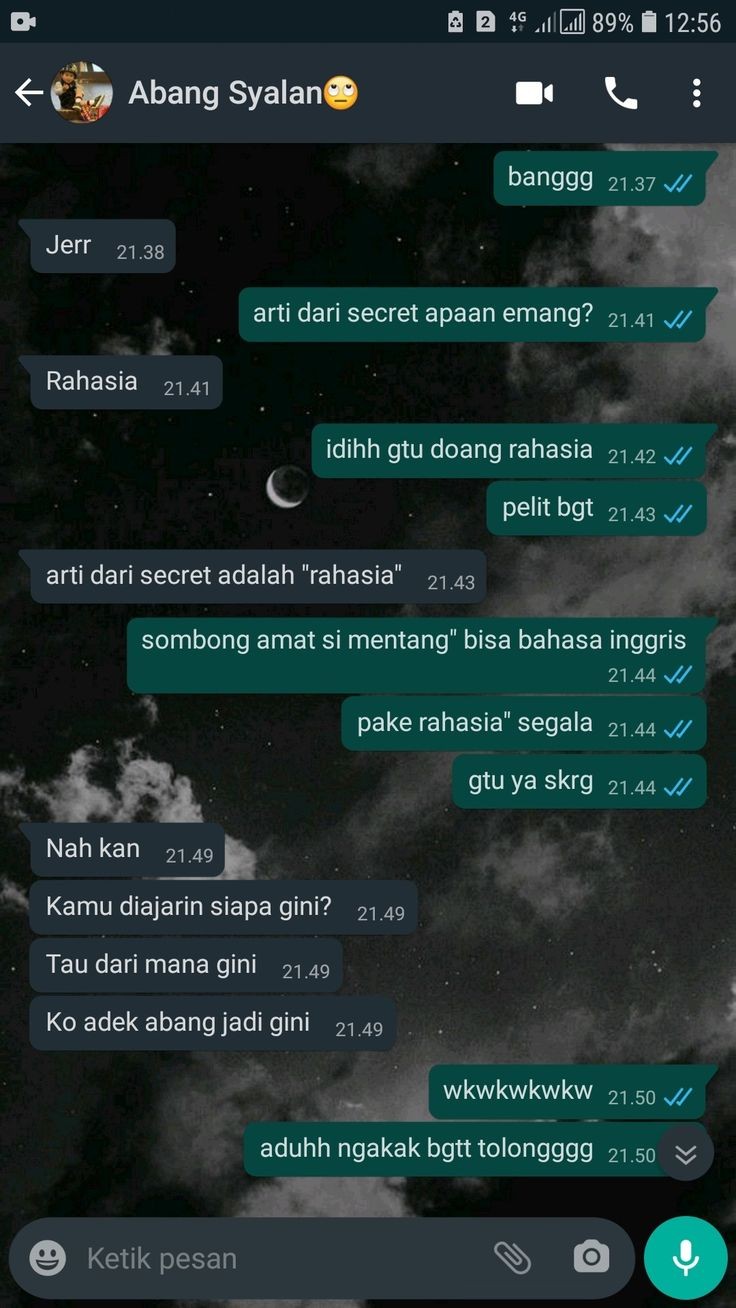 2 4G 89% 12:56
Abang Syalan🙄
banggg 21.37
Jerr 21.38
arti dari secret apaan emang? 21.41
Rahasia 21.41
idihh gtu doang rahasia 21.42
pelit bgt 21.43
arti dari secret adalah "rahasia" 21.43
sombong amat si mentang" bisa bahasa inggris
21.44
pake rahasia" segala 21.44
gtu ya skrg 21.44
Nah kan 21.49
Kamu diajarin siapa gini? 21.49
Tau dari mana gini 21.49
Ko adek abang jadi gini 21.49
wkwkwkwkw 21.50
aduhh ngakak bgtt tolongggg 21.50
Ketik pesan